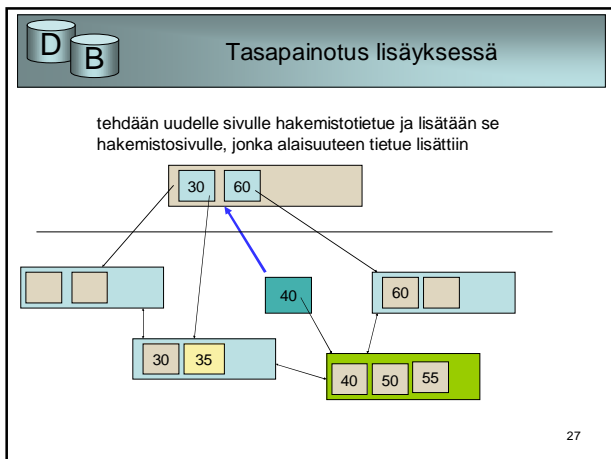 D B
Tasapainotus lisäyksessä
tehdään uudelle sivulle hakemistotietue ja lisätään se
hakemistosivulle, jonka alaisuuteen tietue lisättiin
30 60
40
60
30 35
40 50 55
27